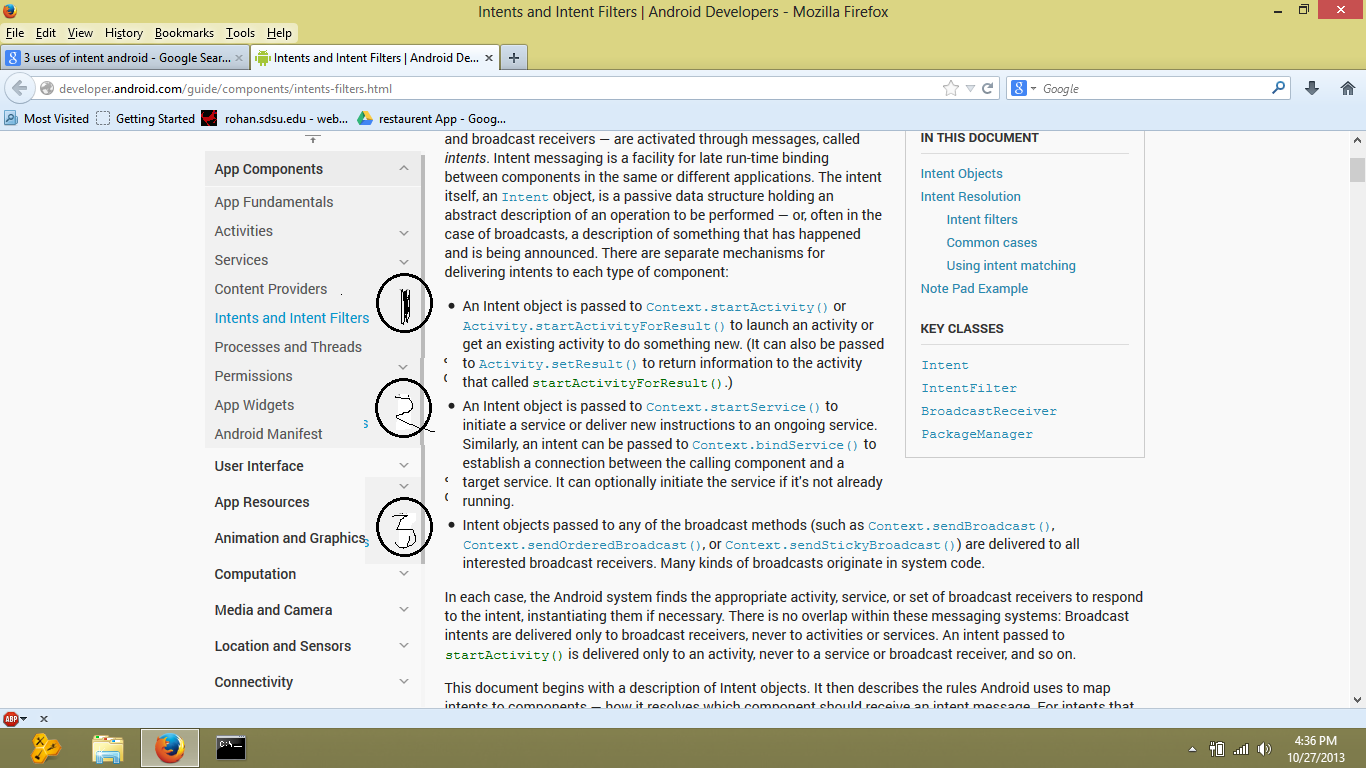 Intents and Intent Filters | Android Developers - Mozilla Firefox
File Edit View History Bookmarks Tools Help
3 uses of intent android - Google Sear... Intents and Intent Filters | Android De...
developer.android.com/guide/components/intents-filters.html Google
Most Visited Getting Started rohan.sdsu.edu - web... restaurent App - Goog...
App Components
App Fundamentals
Activities
Services
Content Providers
Intents and Intent Filters
Processes and Threads
Permissions
App Widgets
Android Manifest
User Interface
App Resources
Animation and Graphics
Computation
Media and Camera
Location and Sensors
Connectivity
1
2
3
and broadcast receivers — are activated through messages, called
intents. Intent messaging is a facility for late run-time binding
between components in the same or different applications. The intent
itself, an Intent object, is a passive data structure holding an
abstract description of an operation to be performed — or, often in the
case of broadcasts, a description of something that has happened
and is being announced. There are separate mechanisms for
delivering intents to each type of component:
• An Intent object is passed to Context.startActivity() or
Activity.startActivityForResult() to launch an activity or
get an existing activity to do something new. (It can also be passed
to Activity.setResult() to return information to the activity
that called startActivityForResult().)
• An Intent object is passed to Context.startService() to
initiate a service or deliver new instructions to an ongoing service.
Similarly, an intent can be passed to Context.bindService() to
establish a connection between the calling component and a
target service. It can optionally initiate the service if it's not already
running.
• Intent objects passed to any of the broadcast methods (such as Context.sendBroadcast(),
Context.sendOrderedBroadcast(), or Context.sendStickyBroadcast()) are delivered to all
interested broadcast receivers. Many kinds of broadcasts originate in system code.
In each case, the Android system finds the appropriate activity, service, or set of broadcast receivers to respond
to the intent, instantiating them if necessary. There is no overlap within these messaging systems: Broadcast
intents are delivered only to broadcast receivers, never to activities or services. An intent passed to
startActivity() is delivered only to an activity, never to a service or broadcast receiver, and so on.
This document begins with a description of Intent objects. It then describes the rules Android uses to map
intents to components — how it resolves which component should receive an intent message. For intents that
IN THIS DOCUMENT
Intent Objects
Intent Resolution
Intent filters
Common cases
Using intent matching
Note Pad Example
KEY CLASSES
Intent
IntentFilter
BroadcastReceiver
PackageManager
ABP
C:\
4:36 PM
10/27/2013